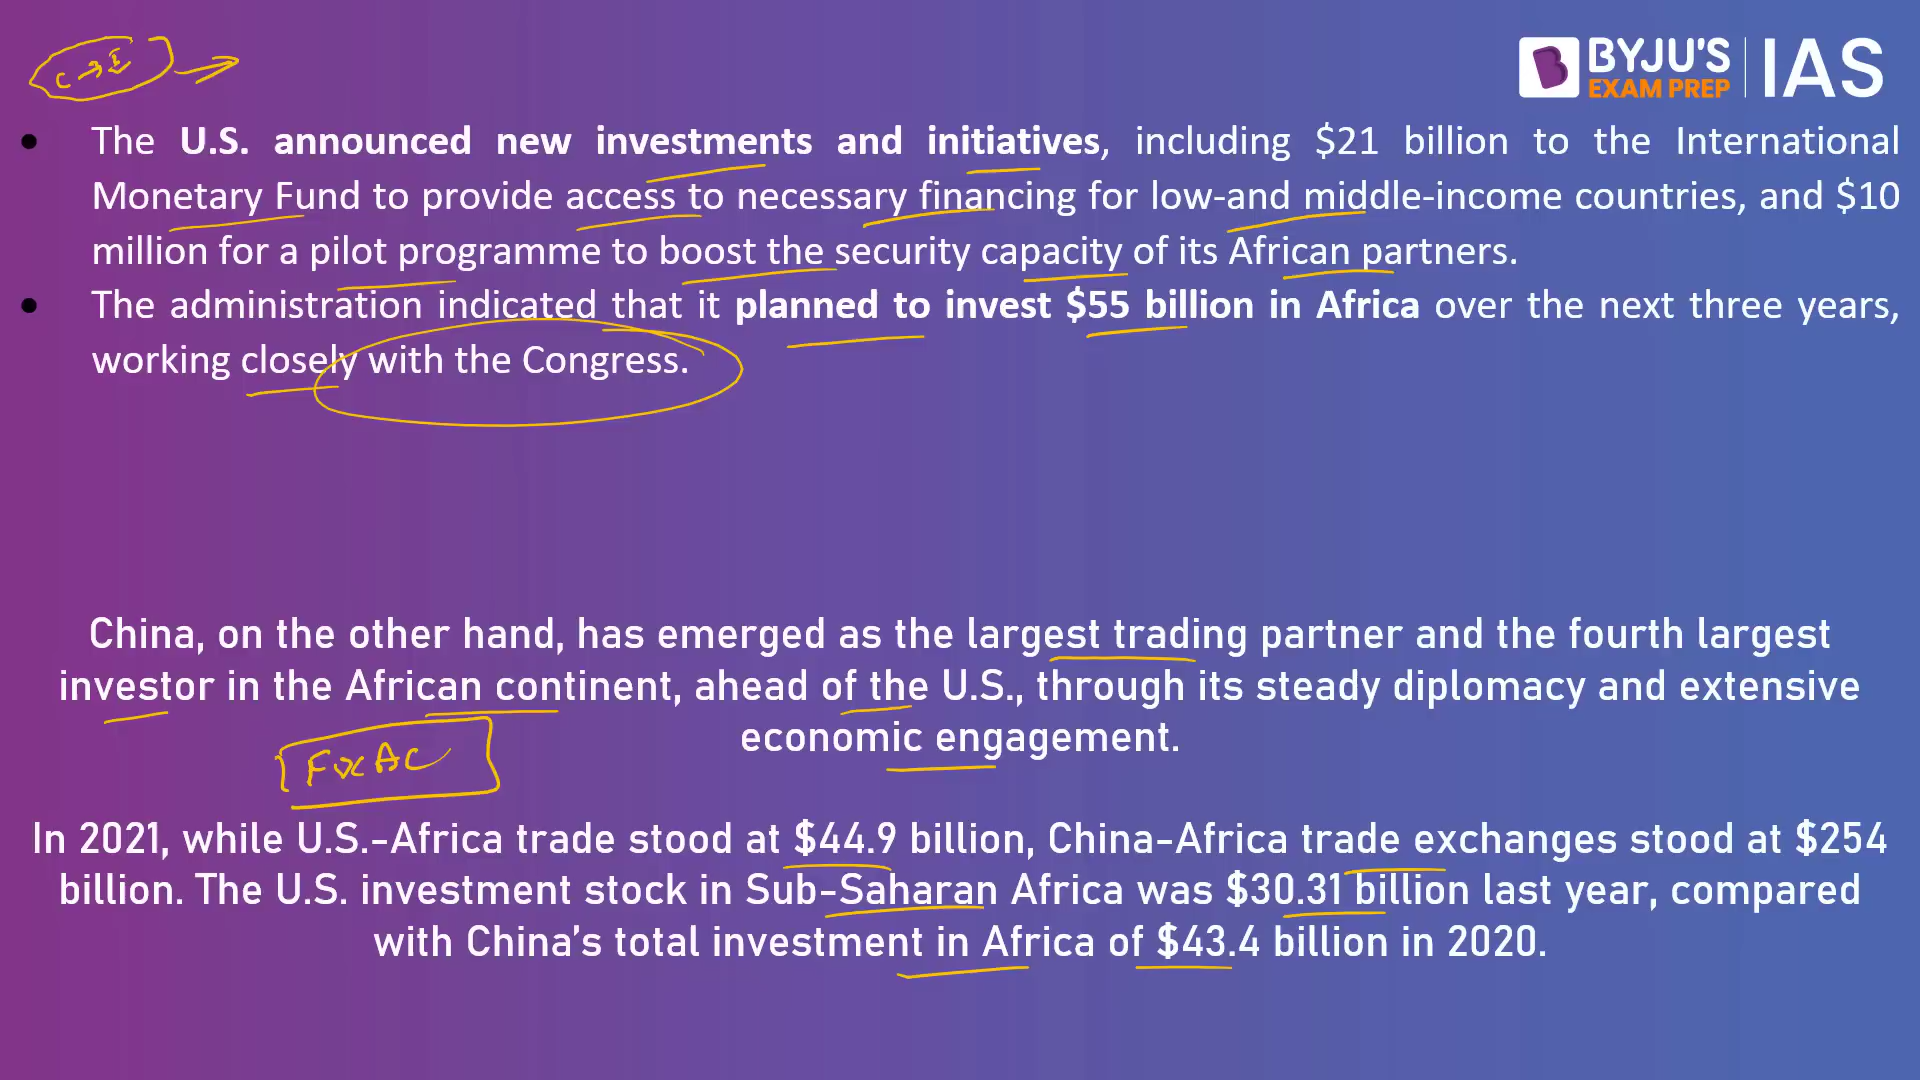 C → E →
BYJU'S
EXAM PREP
IAS
• The U.S. announced new investments and initiatives, including $21 billion to the International
Monetary Fund to provide access to necessary financing for low-and middle-income countries, and $10
million for a pilot programme to boost the security capacity of its African partners.
• The administration indicated that it planned to invest $55 billion in Africa over the next three years,
working closely with the Congress.
China, on the other hand, has emerged as the largest trading partner and the fourth largest
investor in the African continent, ahead of the U.S., through its steady diplomacy and extensive
economic engagement.
In 2021, while U.S.-Africa trade stood at $44.9 billion, China-Africa trade exchanges stood at $254
billion. The U.S. investment stock in Sub-Saharan Africa was $30.31 billion last year, compared
with China’s total investment in Africa of $43.4 billion in 2020.